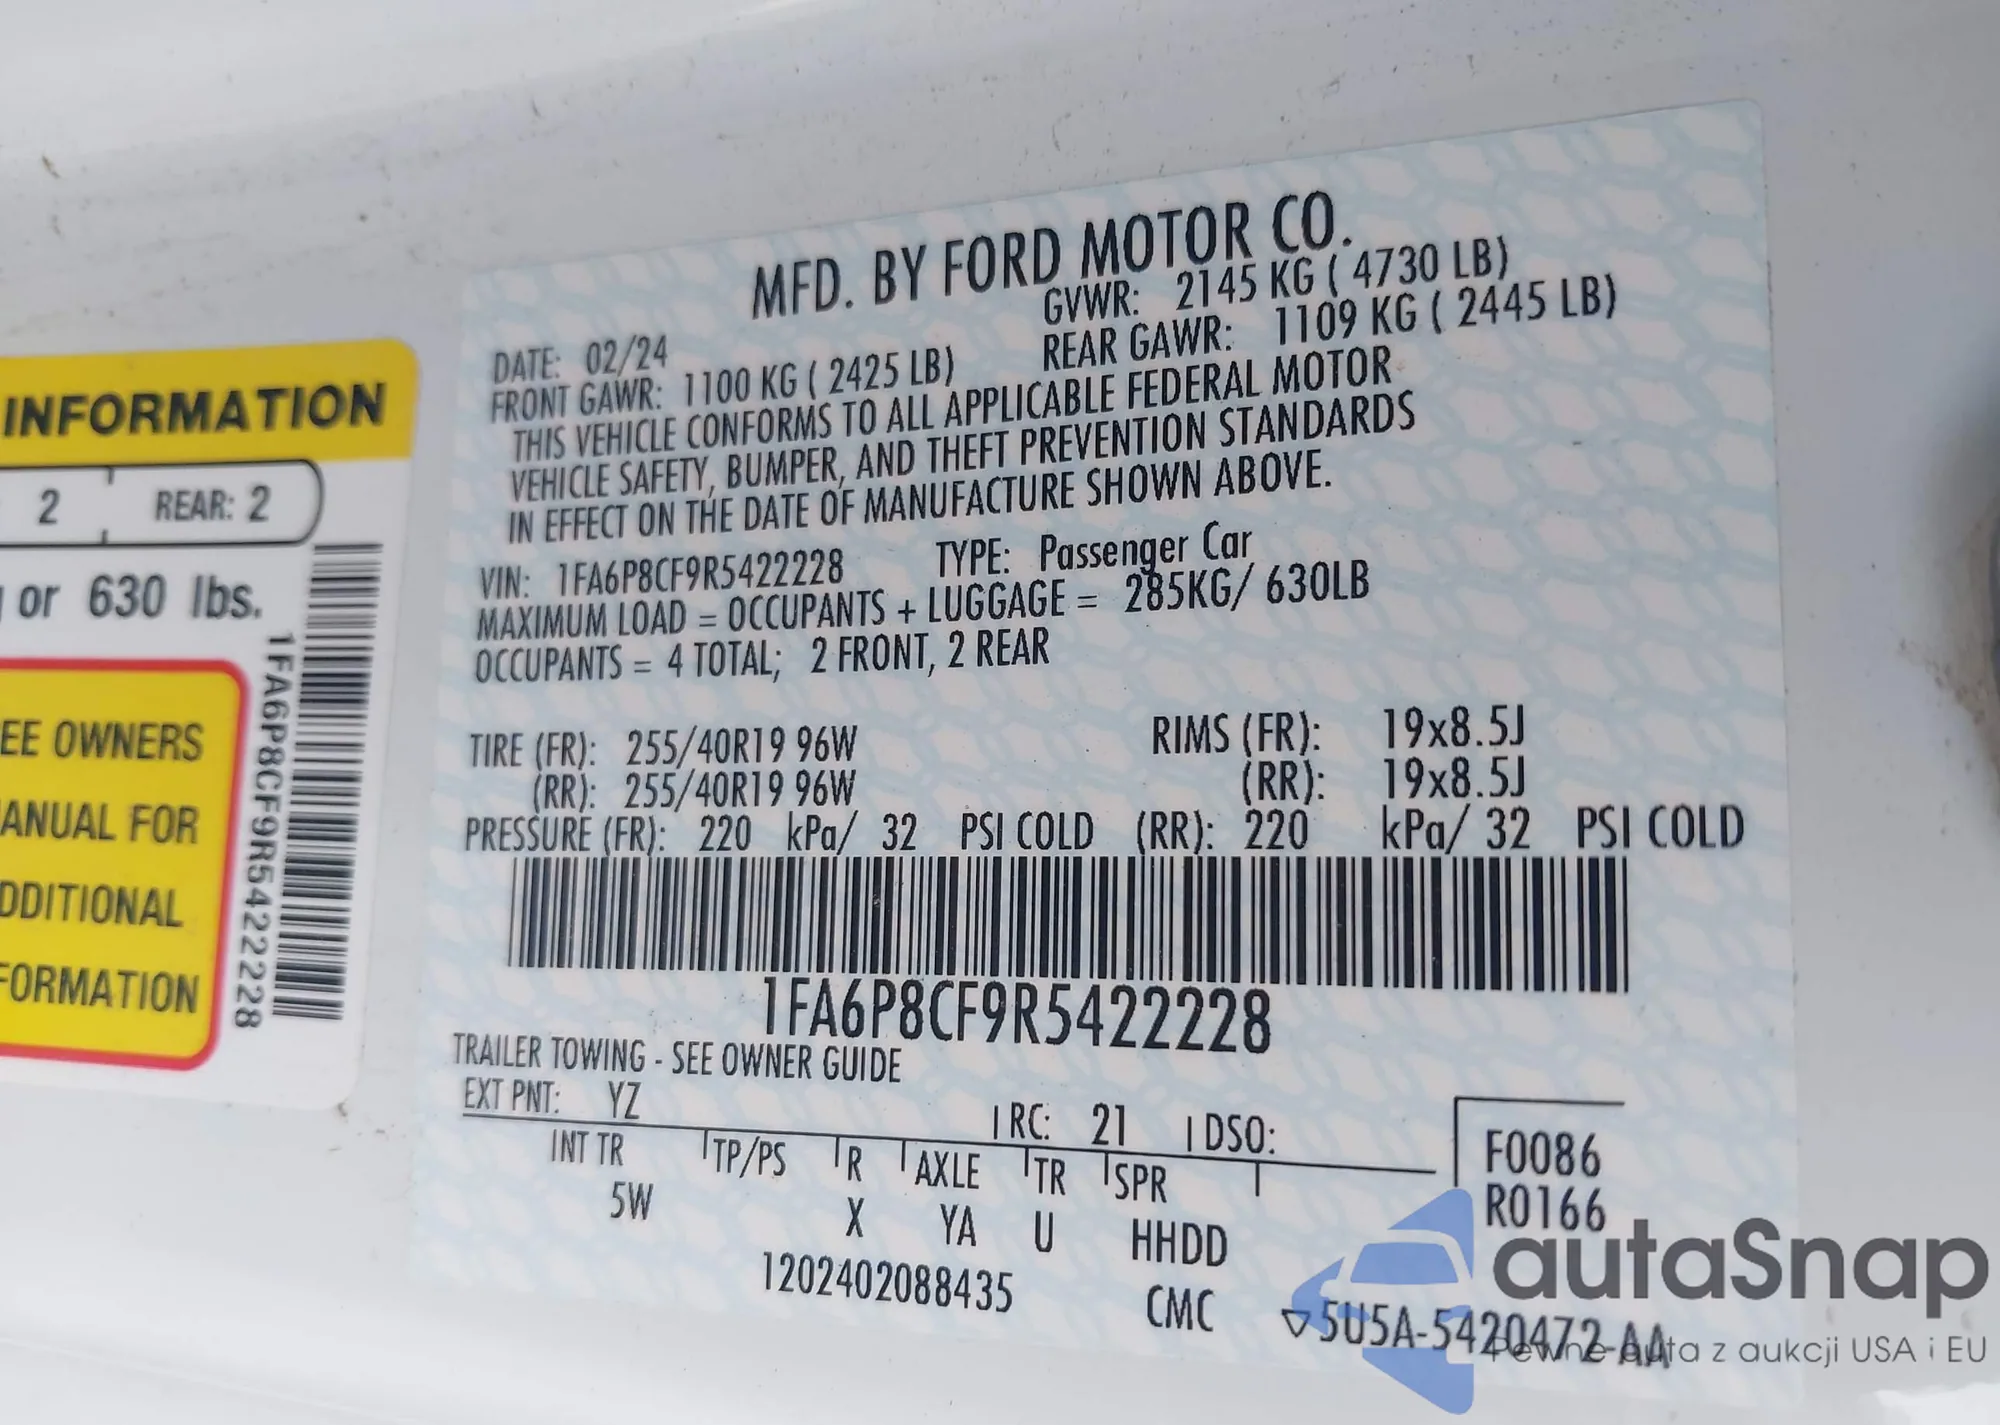 INFORMATION
2 REAR: 2
or 630 lbs.
1FA6P8CF9R5422228
EE OWNERS
ANUAL FOR
DDITIONAL
FORMATION
MFD. BY FORD MOTOR CO.
DATE: 02/24 GVWR: 2145 KG ( 4730 LB)
FRONT GAWR: 1100 KG ( 2425 LB) REAR GAWR: 1109 KG ( 2445 LB)
THIS VEHICLE CONFORMS TO ALL APPLICABLE FEDERAL MOTOR
VEHICLE SAFETY, BUMPER, AND THEFT PREVENTION STANDARDS
IN EFFECT ON THE DATE OF MANUFACTURE SHOWN ABOVE.
VIN: 1FA6P8CF9R5422228 TYPE: Passenger Car
MAXIMUM LOAD = OCCUPANTS + LUGGAGE = 285KG/ 630LB
OCCUPANTS = 4 TOTAL; 2 FRONT, 2 REAR
TIRE (FR): 255/40R19 96W RIMS (FR): 19x8.5J
(RR): 255/40R19 96W (RR): 19x8.5J
PRESSURE (FR): 220 kPa/ 32 PSI COLD (RR): 220 kPa/ 32 PSI COLD
1FA6P8CF9R5422228
TRAILER TOWING - SEE OWNER GUIDE
EXT PNT: YZ RC: 21 DSO:
INT TR TP/PS R AXLE TR SPR
5W X YA U HHDD
F0086
R0166
1202402088435 CMC ▽5U5A-5420472-AA
autaSnap
Pewne auta z aukcji USA i EU